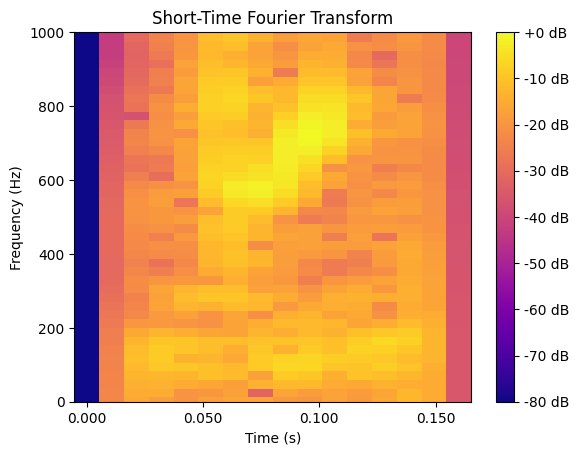 Short-Time Fourier Transform
Frequency (Hz)
1000
800
600
400
200
0
0.000
0.050
0.100
0.150
Time (s)
+0 dB
-10 dB
-20 dB
-30 dB
-40 dB
-50 dB
-60 dB
-70 dB
-80 dB